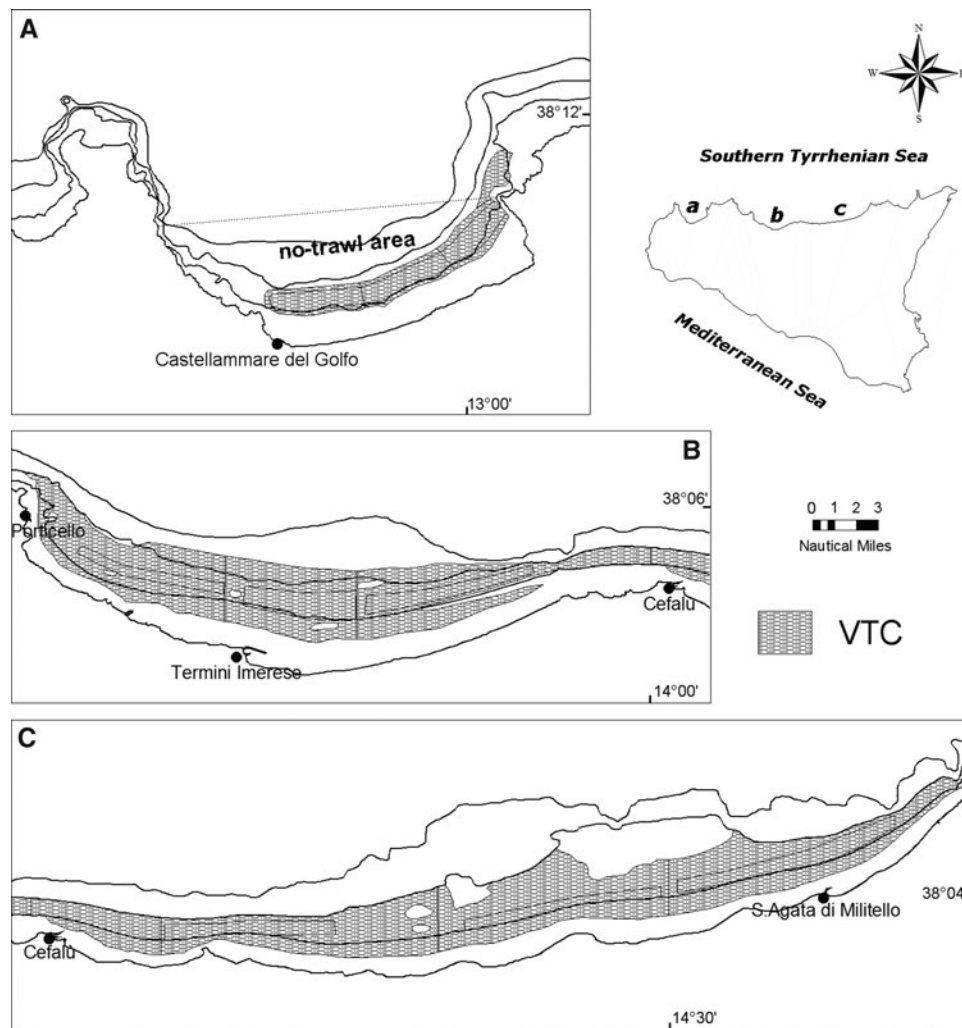 A
38°12'
no-trawl area
Castellammare del Golfo
13°00'
N
W
E
S
Southern Tyrrhenian Sea
a
b
c
Mediterranean Sea
B
38°06'
Porticello
Cefalù
Termini Imerese
14°00'
0 1 2 3
Nautical Miles
VTC
C
38°04'
S.Agata di Militello
Cefalù
14°30'